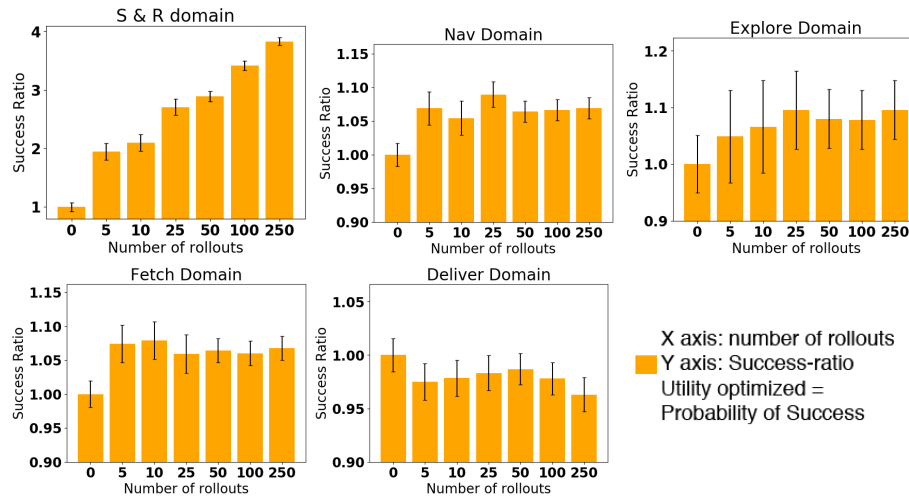 S & R domain
4
3
2
1
Success Ratio
0 5 10 25 50 100 250
Number of rollouts
Nav Domain
1.15
1.10
1.05
1.00
0.95
0.90
Success Ratio
0 5 10 25 50 100 250
Number of rollouts
Explore Domain
1.2
1.1
1.0
0.9
Success Ratio
0 5 10 25 50 100 250
Number of rollouts
Fetch Domain
1.15
1.10
1.05
1.00
0.95
0.90
Success Ratio
0 5 10 25 50 100 250
Number of rollouts
Deliver Domain
1.05
1.00
0.95
0.90
Success Ratio
0 5 10 25 50 100 250
Number of rollouts
X axis: number of rollouts
Y axis: Success-ratio
Utility optimized =
Probability of Success